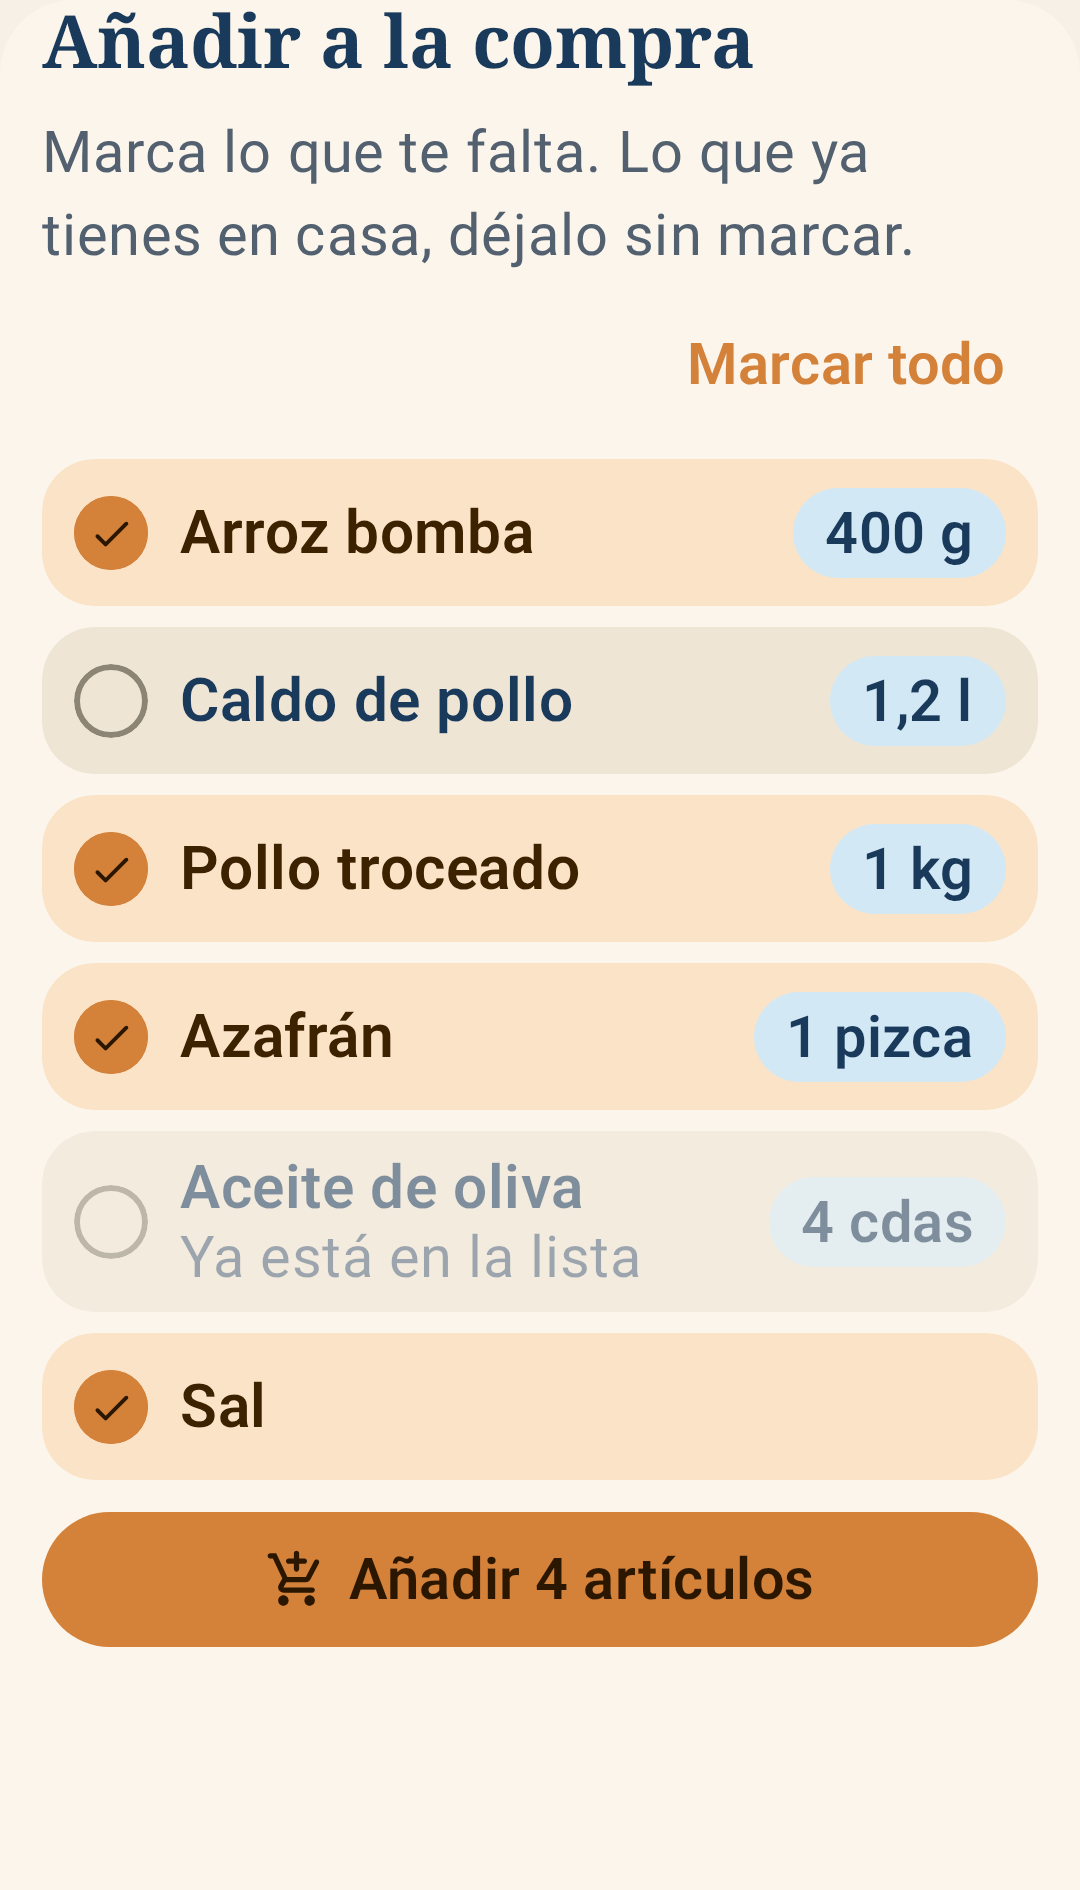 Añadir a la compra
Marca lo que te falta. Lo que ya
tienes en casa, déjalo sin marcar.
Marcar todo
Arroz bomba 400 g
Caldo de pollo 1,2 l
Pollo troceado 1 kg
Azafrán 1 pizca
Aceite de oliva 4 cdas
Ya está en la lista
Sal
Añadir 4 artículos